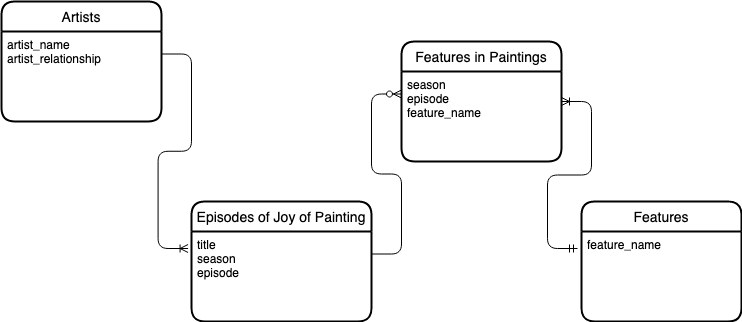 Artists
artist_name
artist_relationship
Features in Paintings
season
episode
feature_name
Episodes of Joy of Painting
title
season
episode
Features
feature_name